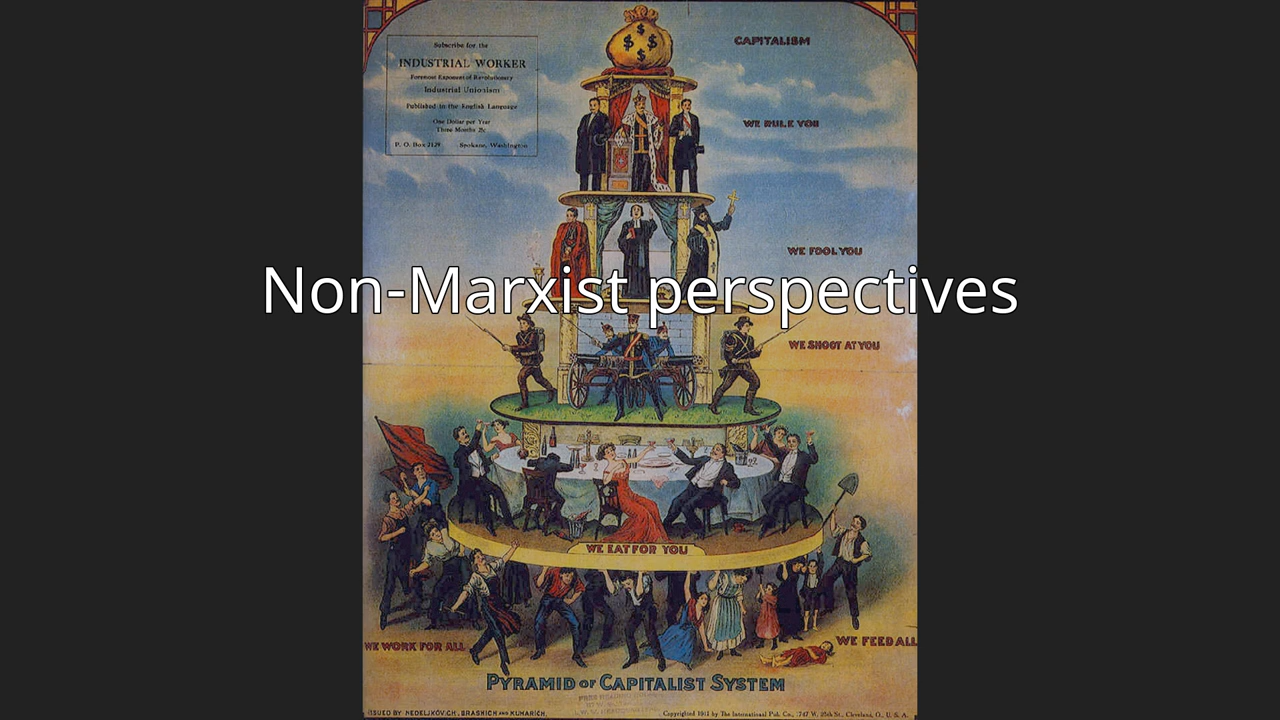 Subscribe for the
INDUSTRIAL WORKER
Foremost Exponent of Revolutionary
Industrial Unionism
Published in the English Language
One Dollar per Year
Three Months 25c
P. O. Box 2129 Spokane, Washington
CAPITALISM
WE RULE YOU
WE FOOL YOU
Non-Marxist perspectives
WE SHOOT AT YOU
WE EAT FOR YOU
WE WORK FOR ALL
WE FEED ALL
PYRAMID OF CAPITALIST SYSTEM
ISSUED BY NEDELJKOVICH, BRASHICH AND KUHARICH.
Copyrighted 1911 by The International Pub. Co., 1747 W. 25th St., Cleveland, O., U. S. A.